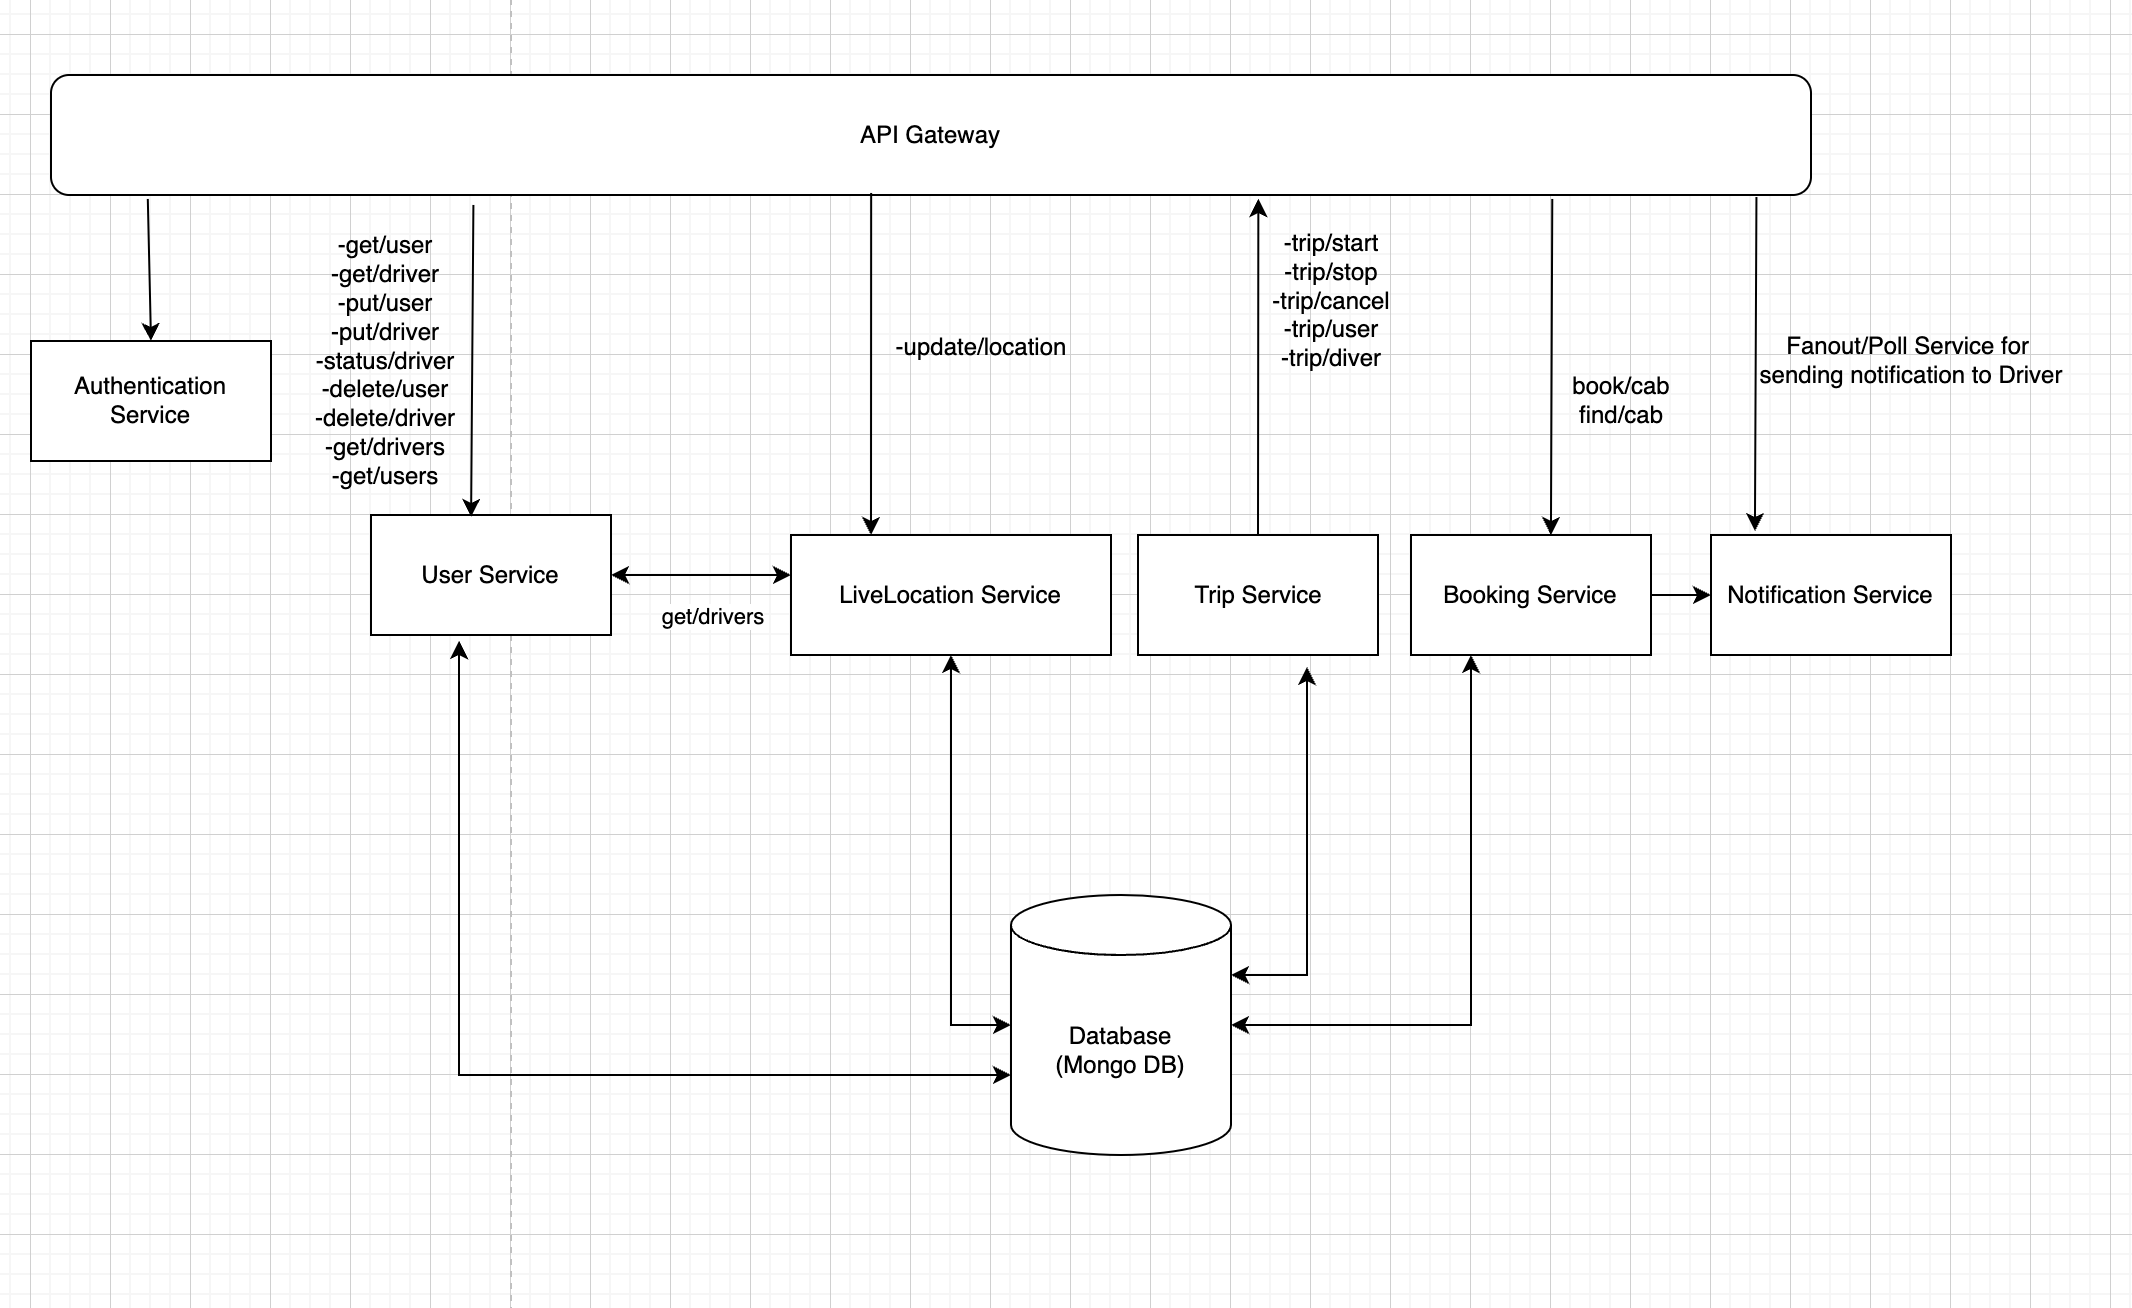 API Gateway
-get/user
-get/driver
-put/user
-put/driver
-status/driver
-delete/user
-delete/driver
-get/drivers
-get/users
-update/location
-trip/start
-trip/stop
-trip/cancel
-trip/user
-trip/diver
book/cab
find/cab
Fanout/Poll Service for
sending notification to Driver
Authentication
Service
User Service
get/drivers
LiveLocation Service
Trip Service
Booking Service
Notification Service
Database
(Mongo DB)